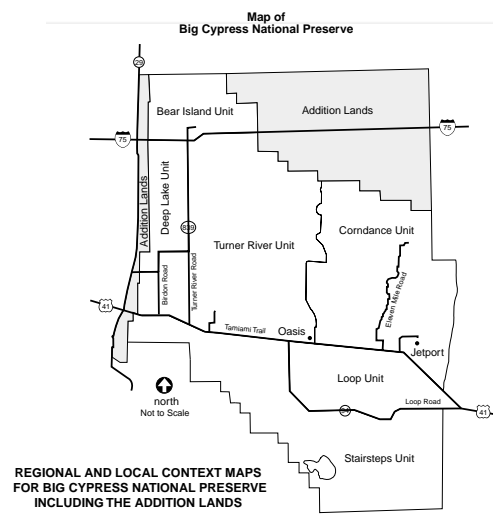 Map of
Big Cypress National Preserve
29
Bear Island Unit
Addition Lands
75
75
Addition Lands
Deep Lake Unit
839
Turner River Unit
Corndance Unit
Birdon Road
Turner River Road
Eleven Mile Road
41
Tamiami Trail
Oasis
Jetport
north
Not to Scale
Loop Unit
Loop Road
94
41
Stairsteps Unit
REGIONAL AND LOCAL CONTEXT MAPS
FOR BIG CYPRESS NATIONAL PRESERVE
INCLUDING THE ADDITION LANDS